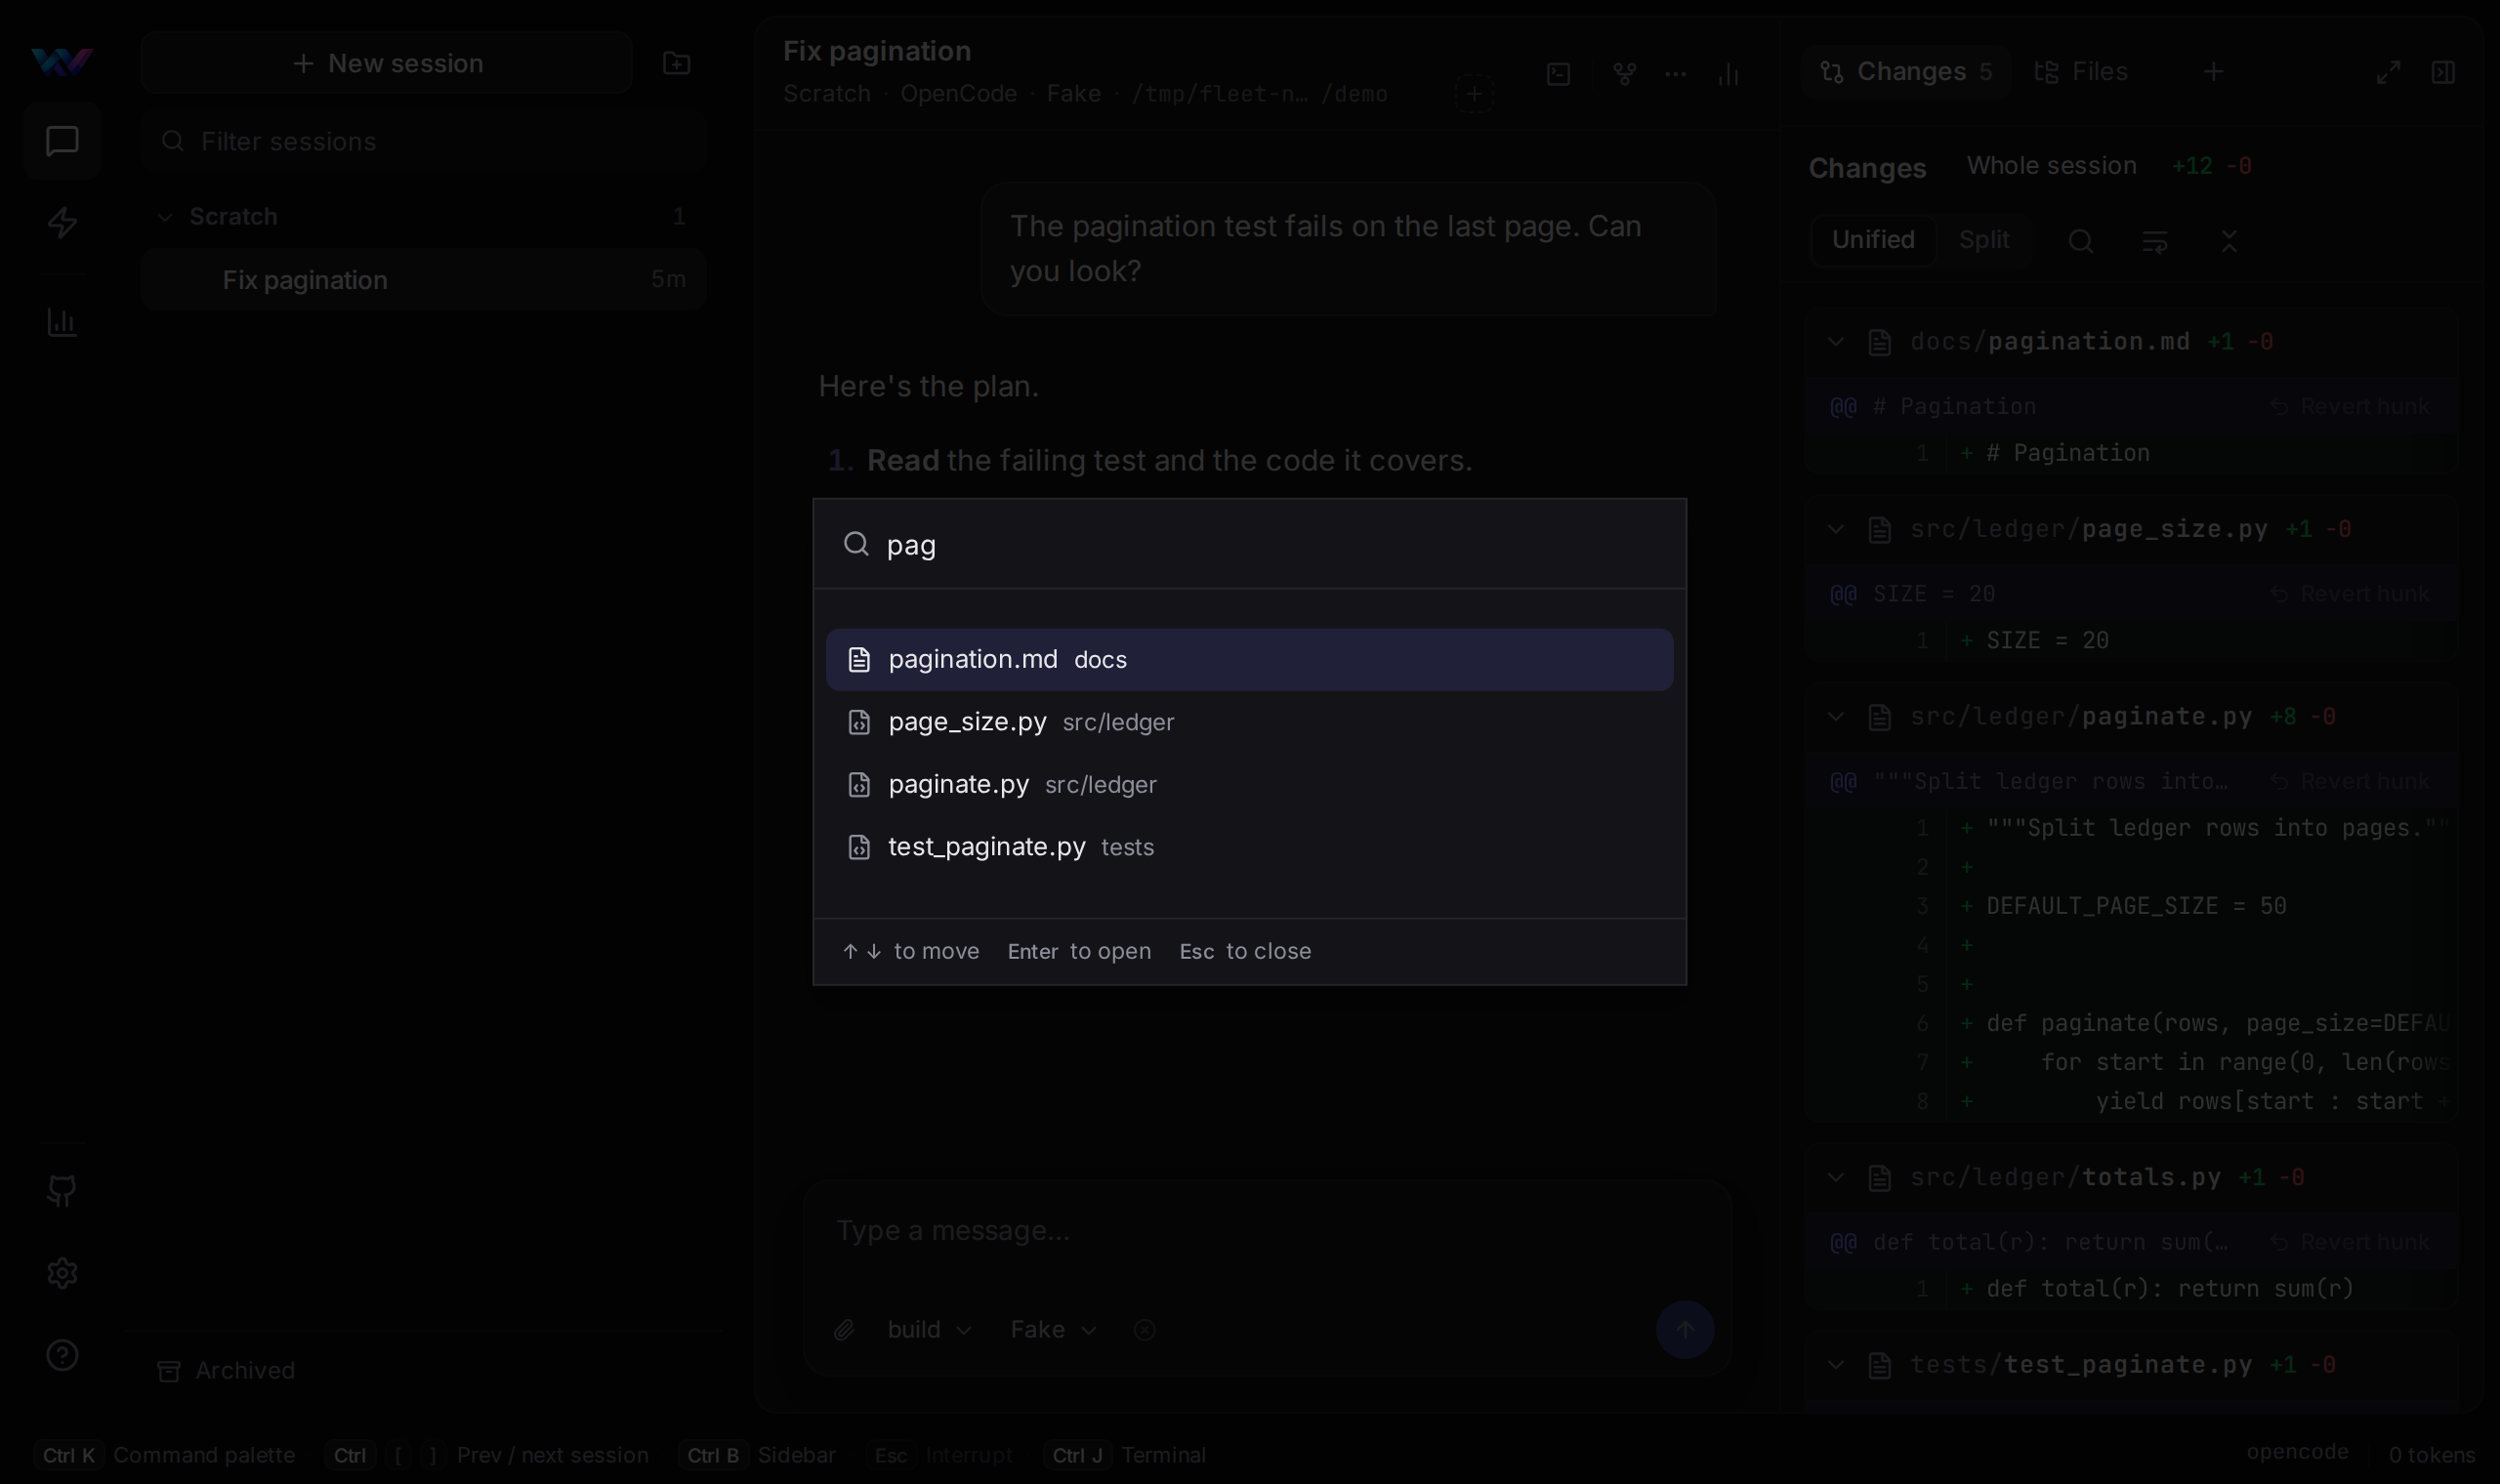 New session
Filter sessions
Scratch 1
Fix pagination 5m
Archived
Fix pagination
Scratch · OpenCode · Fake · /tmp/fleet-n… /demo
The pagination test fails on the last page. Can
you look?
Here's the plan.
1. Read the failing test and the code it covers.
pag
pagination.md docs
page_size.py src/ledger
paginate.py src/ledger
test_paginate.py tests
↑ ↓ to move Enter to open Esc to close
Type a message...
build Fake
Changes 5 Files
Changes Whole session +12 -0
Unified Split
docs/pagination.md +1 -0
@@ # Pagination Revert hunk
1 + # Pagination
src/ledger/page_size.py +1 -0
@@ SIZE = 20 Revert hunk
1 + SIZE = 20
src/ledger/paginate.py +8 -0
@@ """Split ledger rows into… Revert hunk
1 + """Split ledger rows into pages.""
2 +
3 + DEFAULT_PAGE_SIZE = 50
4 +
5 +
6 + def paginate(rows, page_size=DEFAU
7 + for start in range(0, len(rows
8 + yield rows[start : start +
src/ledger/totals.py +1 -0
@@ def total(r): return sum(… Revert hunk
1 + def total(r): return sum(r)
tests/test_paginate.py +1 -0
Ctrl K Command palette Ctrl [ ] Prev / next session Ctrl B Sidebar Esc Interrupt Ctrl J Terminal
opencode 0 tokens